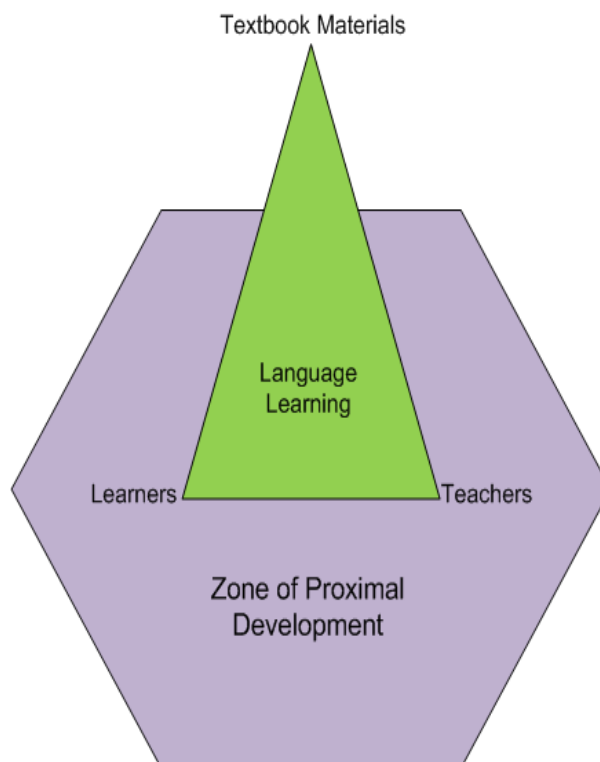 Textbook Materials
Language
Learning
Learners
Teachers
Zone of Proximal
Development